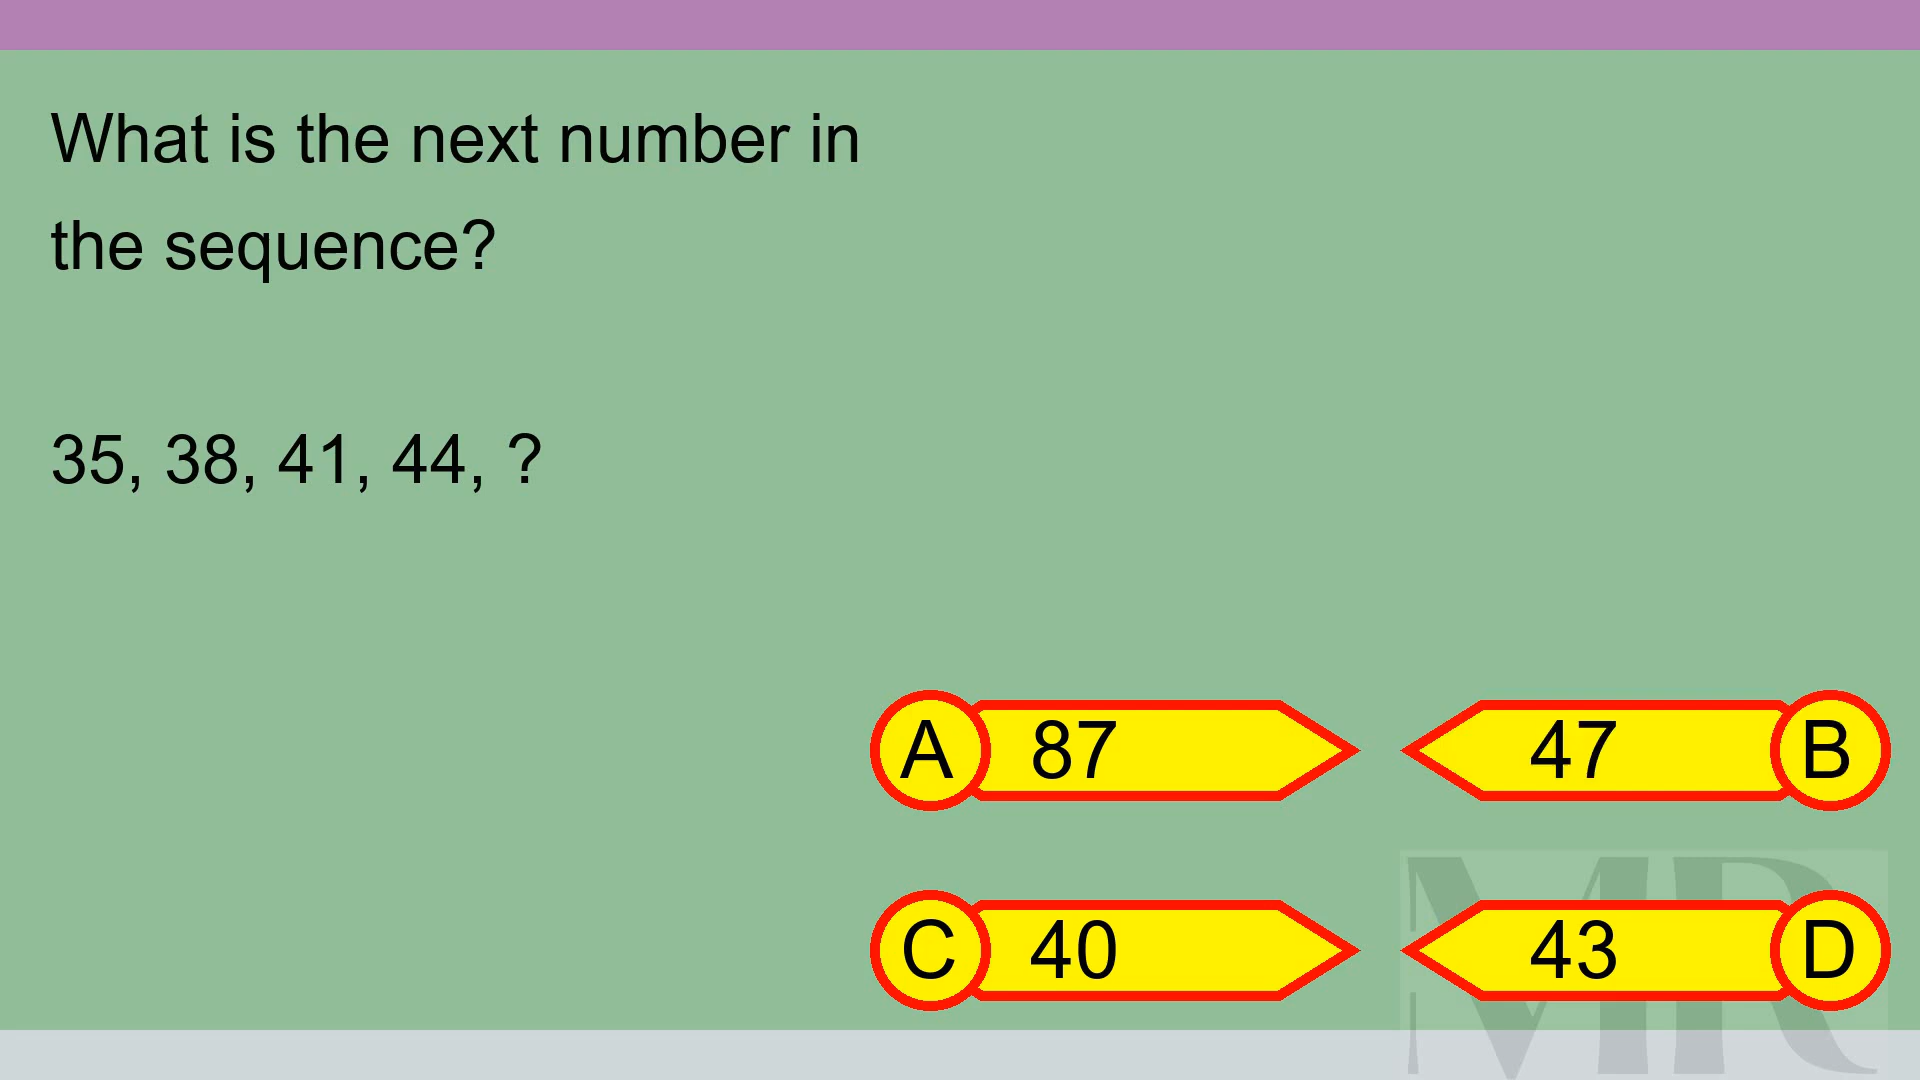 What is the next number in
the sequence?
35, 38, 41, 44, ?
A 87
47 B
C 40
43 D
MR